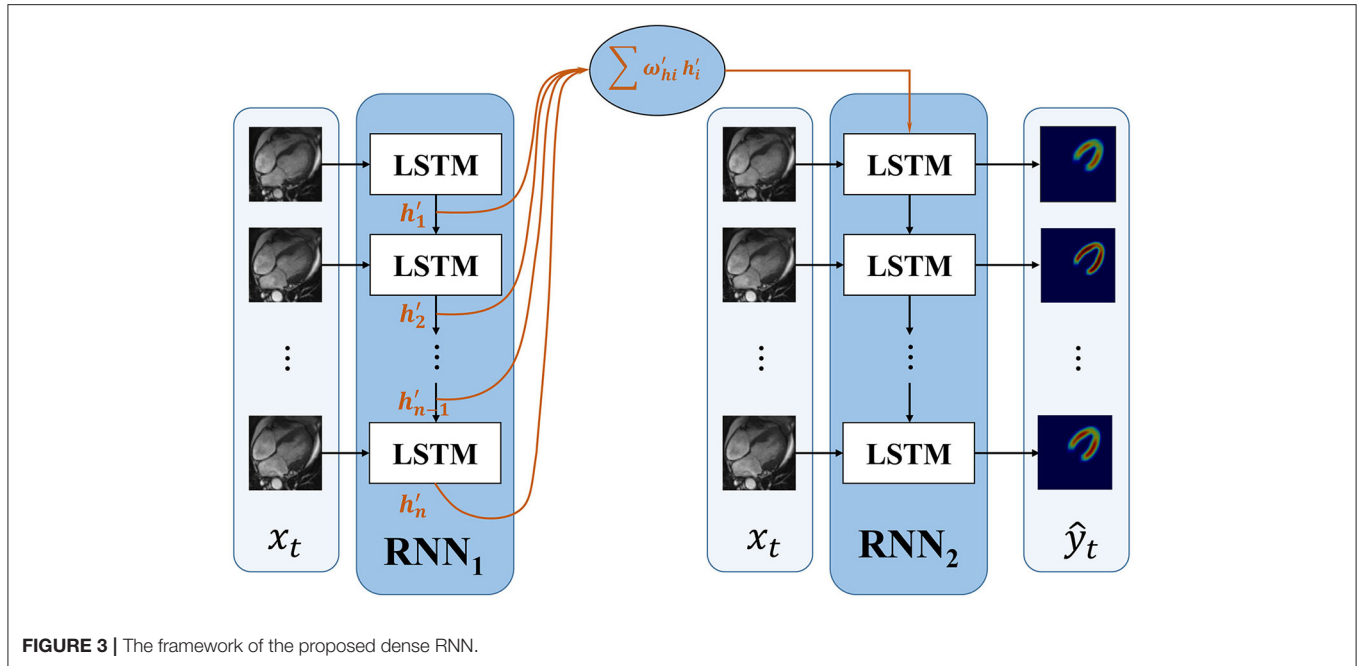 ∑ ω′ₕᵢ h′ᵢ
LSTM
h′₁
LSTM
h′₂
⋮
h′ₙ₋₁
LSTM
h′ₙ
⋮
xₜ
RNN₁
LSTM
LSTM
⋮
LSTM
⋮
xₜ
RNN₂
⋮
ŷₜ
FIGURE 3 | The framework of the proposed dense RNN.